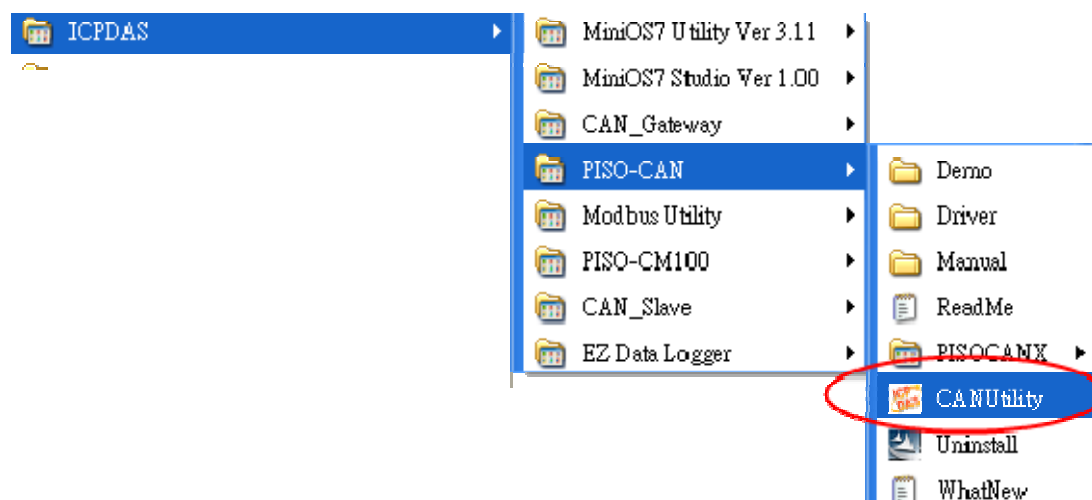 ICPDAS
MiniOS7 Utility Ver 3.11
MiniOS7 Studio Ver 1.00
CAN_Gateway
PISO-CAN
Modbus Utility
PISO-CM100
CAN_Slave
EZ Data Logger
Demo
Driver
Manual
ReadMe
PISOCANX
CANUtility
Uninstall
WhatNew